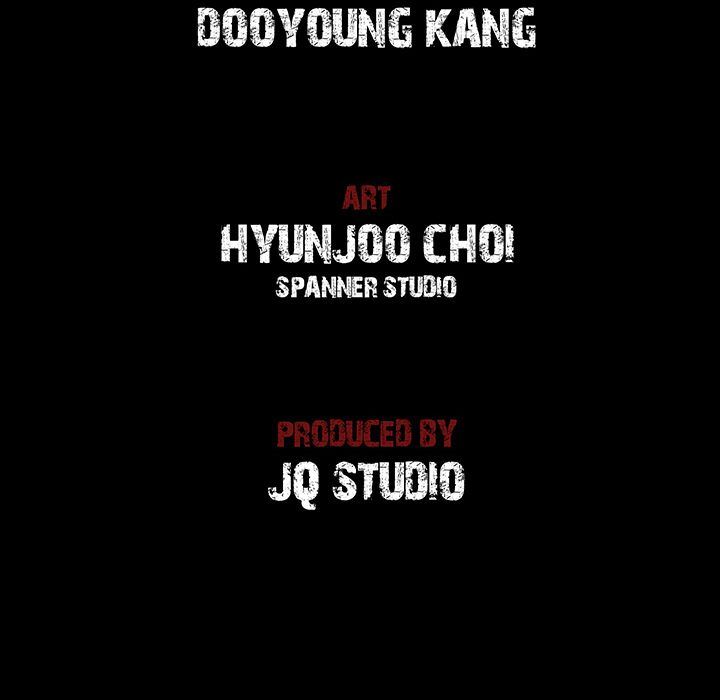 DOOYOUNG KANG
ART
HYUNJOO CHOI
SPANNER STUDIO
PRODUCED BY
JQ STUDIO